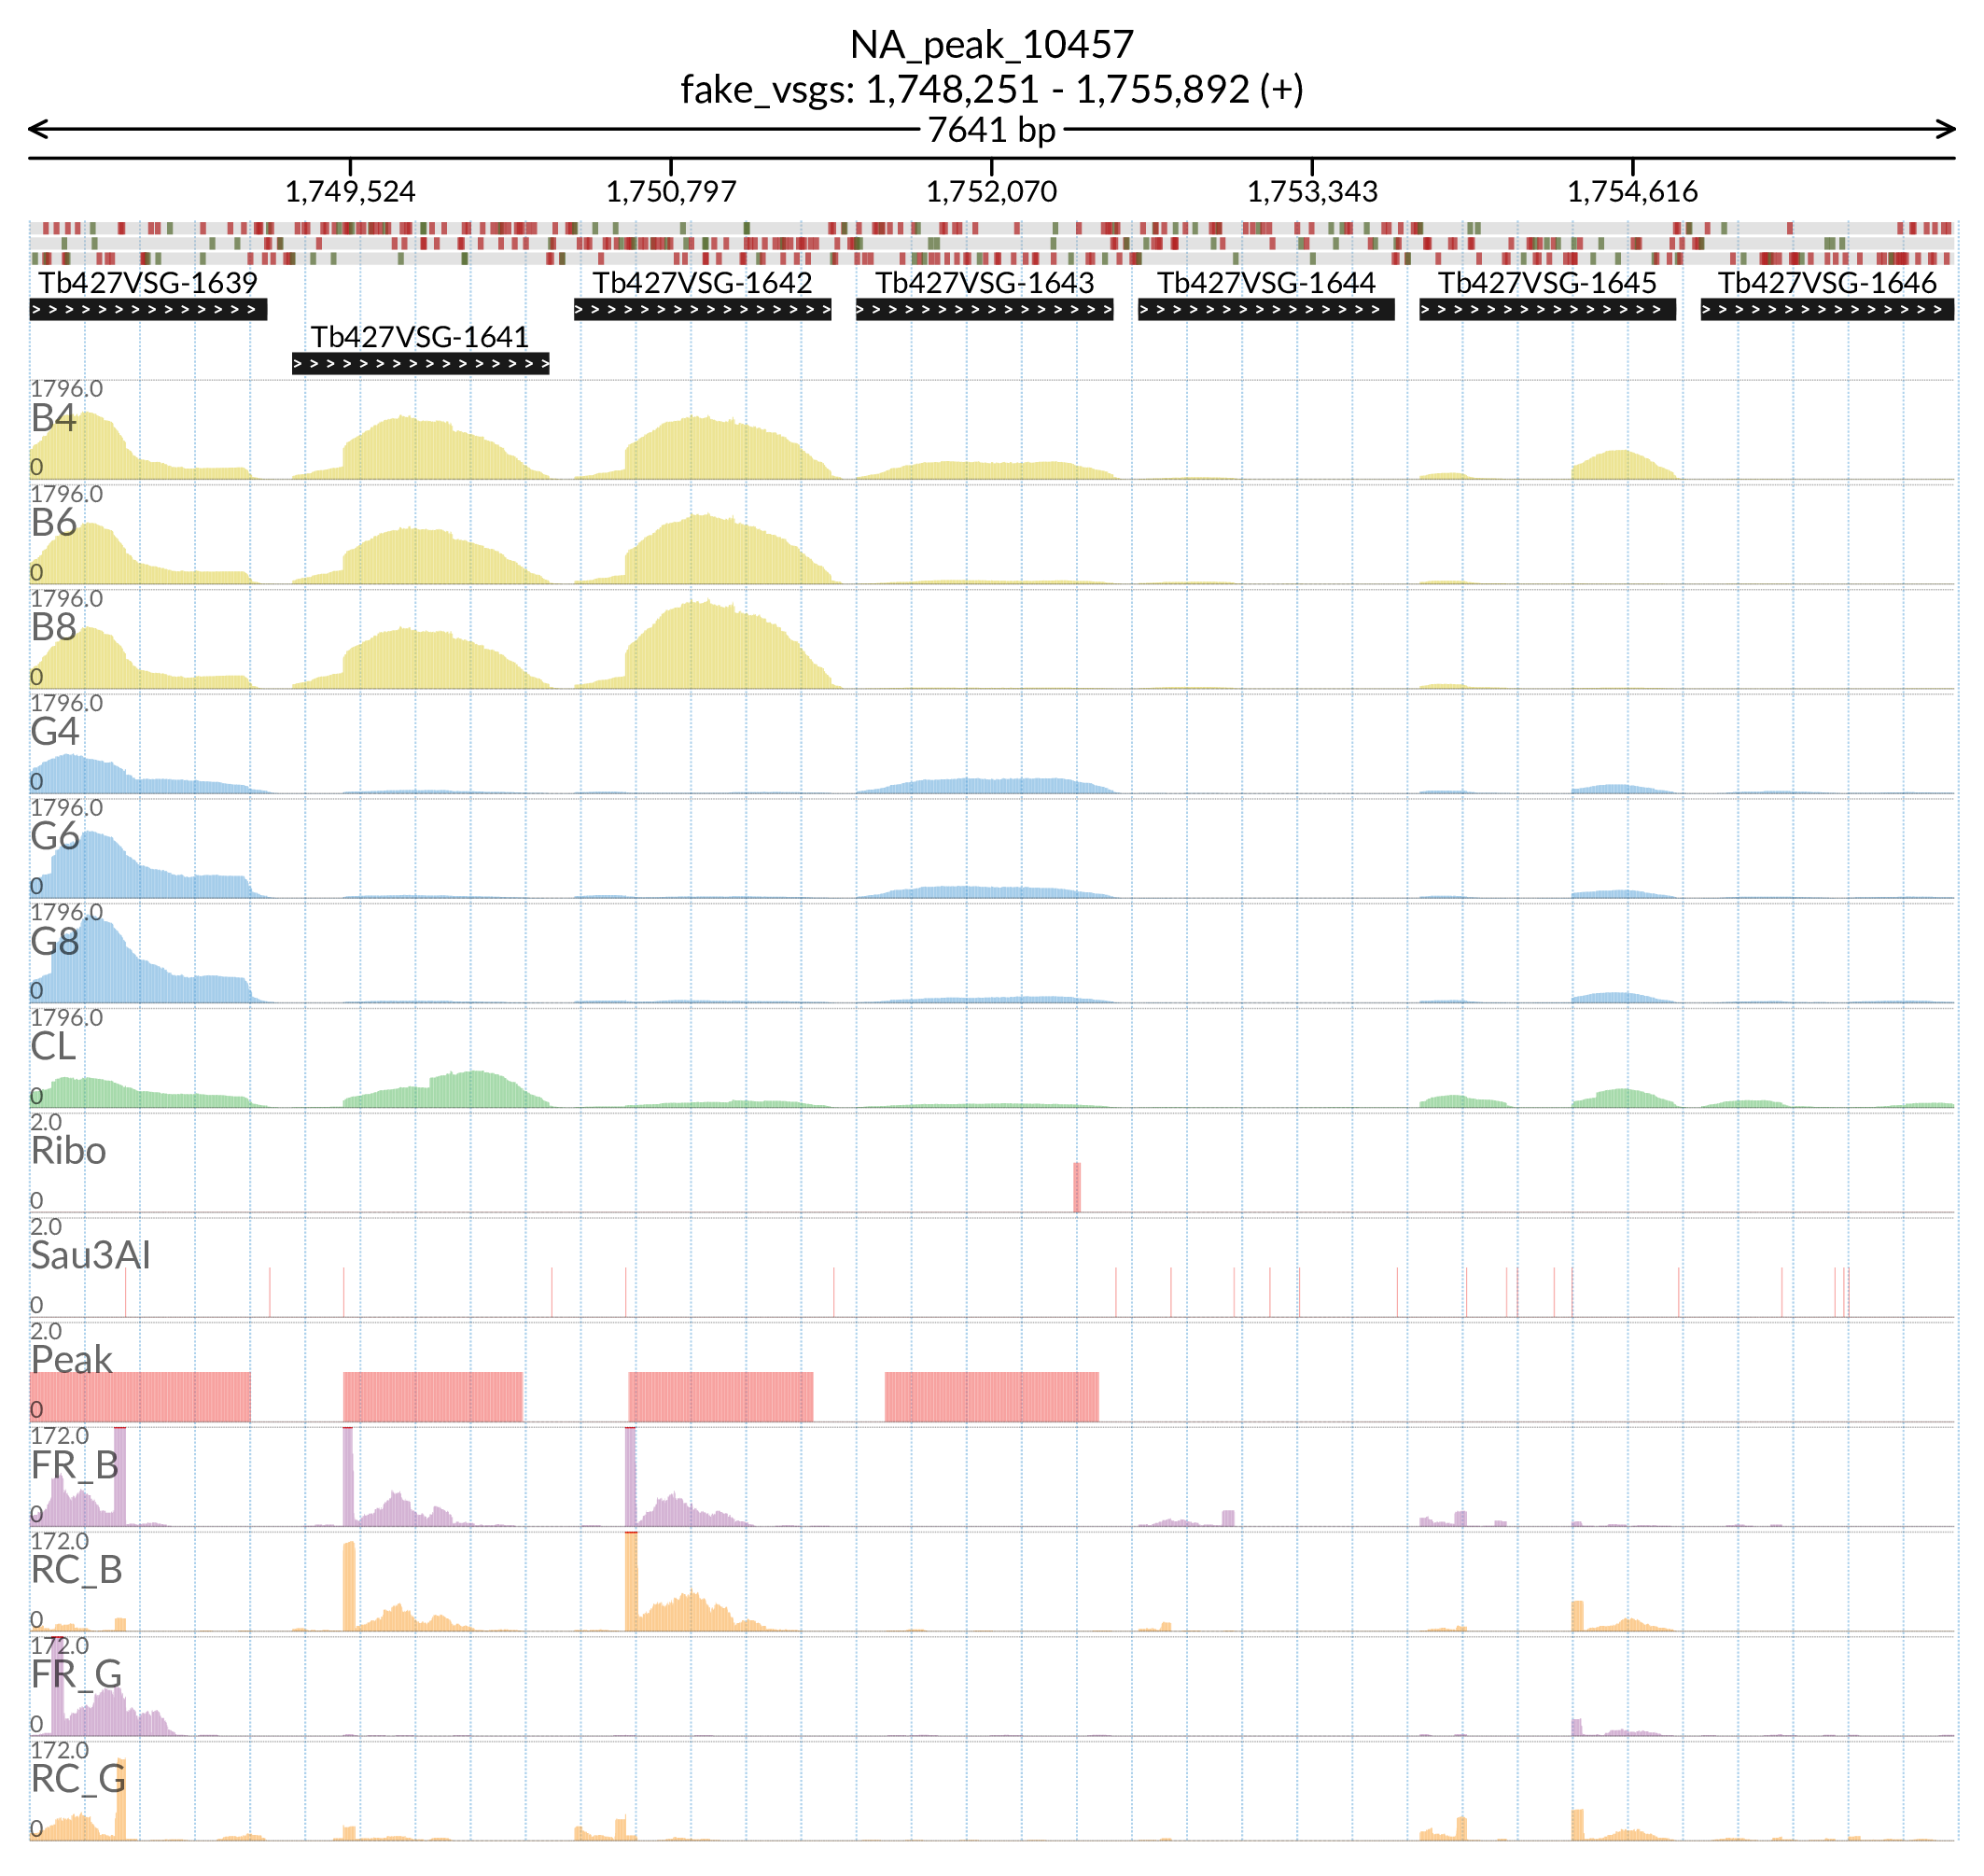 NA_peak_10457
fake_vsgs: 1,748,251 - 1,755,892 (+)
7641 bp
1,749,524 1,750,797 1,752,070 1,753,343 1,754,616
Tb427VSG-1639 Tb427VSG-1642 Tb427VSG-1643 Tb427VSG-1644 Tb427VSG-1645 Tb427VSG-1646
Tb427VSG-1641
1796.0
B4
0
1796.0
B6
0
1796.0
B8
0
1796.0
G4
0
1796.0
G6
0
1796.0
G8
0
1796.0
CL
0
2.0
Ribo
0
2.0
Sau3AI
0
2.0
Peak
0
172.0
FR_B
0
172.0
RC_B
0
172.0
FR_G
0
172.0
RC_G
0